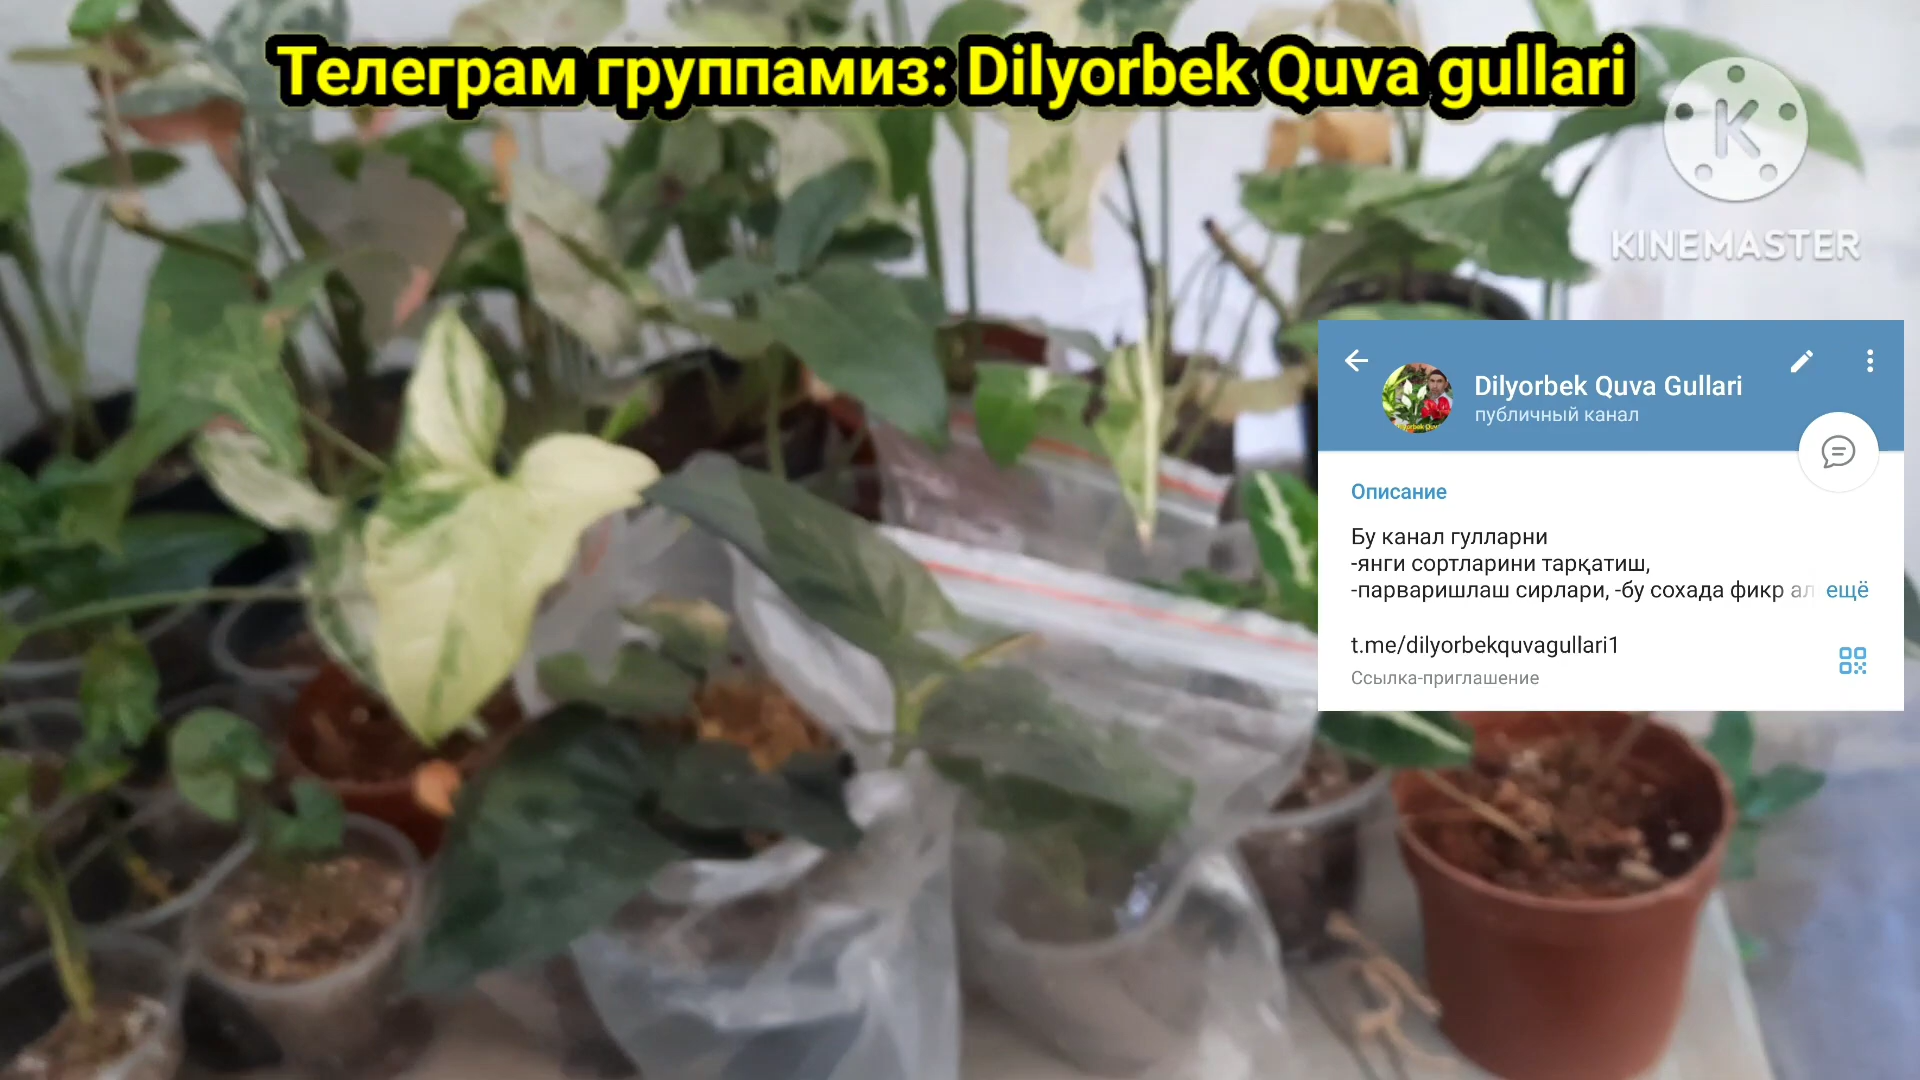 Телеграм группамиз: Dilyorbek Quva gullari
K
KINEMASTER
Dilyorbek Quva Gullari
публичный канал
Описание
Бу канал гулларни
-янги сортларини тарқатиш,
-парваришлаш сирлари, -бу сохада фикр ал ещё
t.me/dilyorbekquvagullari1
Ссылка-приглашение